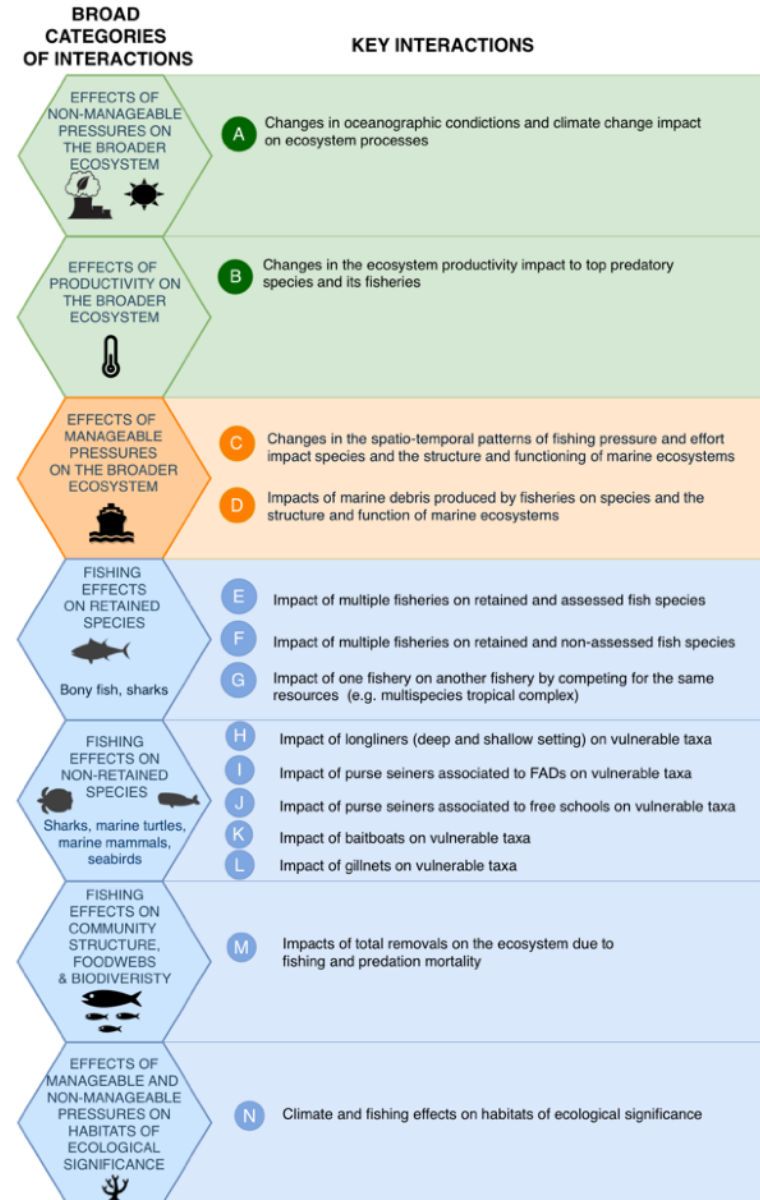 BROAD
CATEGORIES
OF INTERACTIONS
KEY INTERACTIONS
EFFECTS OF
NON-MANAGEABLE
PRESSURES ON
THE BROADER
ECOSYSTEM
A
Changes in oceanographic conditions and climate change impact
on ecosystem processes
EFFECTS OF
PRODUCTIVITY ON
THE BROADER
ECOSYSTEM
B
Changes in the ecosystem productivity impact to top predatory
species and its fisheries
EFFECTS OF
MANAGEABLE
PRESSURES
ON THE BROADER
ECOSYSTEM
C
Changes in the spatio-temporal patterns of fishing pressure and effort
impact species and the structure and functioning of marine ecosystems
D
Impacts of marine debris produced by fisheries on species and the
structure and function of marine ecosystems
FISHING
EFFECTS
ON RETAINED
SPECIES
Bony fish, sharks
E
Impact of multiple fisheries on retained and assessed fish species
F
Impact of multiple fisheries on retained and non-assessed fish species
G
Impact of one fishery on another fishery by competing for the same
resources (e.g. multispecies tropical complex)
FISHING
EFFECTS ON
NON-RETAINED
SPECIES
Sharks, marine turtles,
marine mammals,
seabirds
H
Impact of longliners (deep and shallow setting) on vulnerable taxa
I
Impact of purse seiners associated to FADs on vulnerable taxa
J
Impact of purse seiners associated to free schools on vulnerable taxa
K
Impact of baitboats on vulnerable taxa
L
Impact of gillnets on vulnerable taxa
FISHING
EFFECTS ON
COMMUNITY
STRUCTURE,
FOODWEBS
& BIODIVERISTY
M
Impacts of total removals on the ecosystem due to
fishing and predation mortality
EFFECTS OF
MANAGEABLE AND
NON-MANAGEABLE
PRESSURES ON
HABITATS OF
ECOLOGICAL
SIGNIFICANCE
N
Climate and fishing effects on habitats of ecological significance